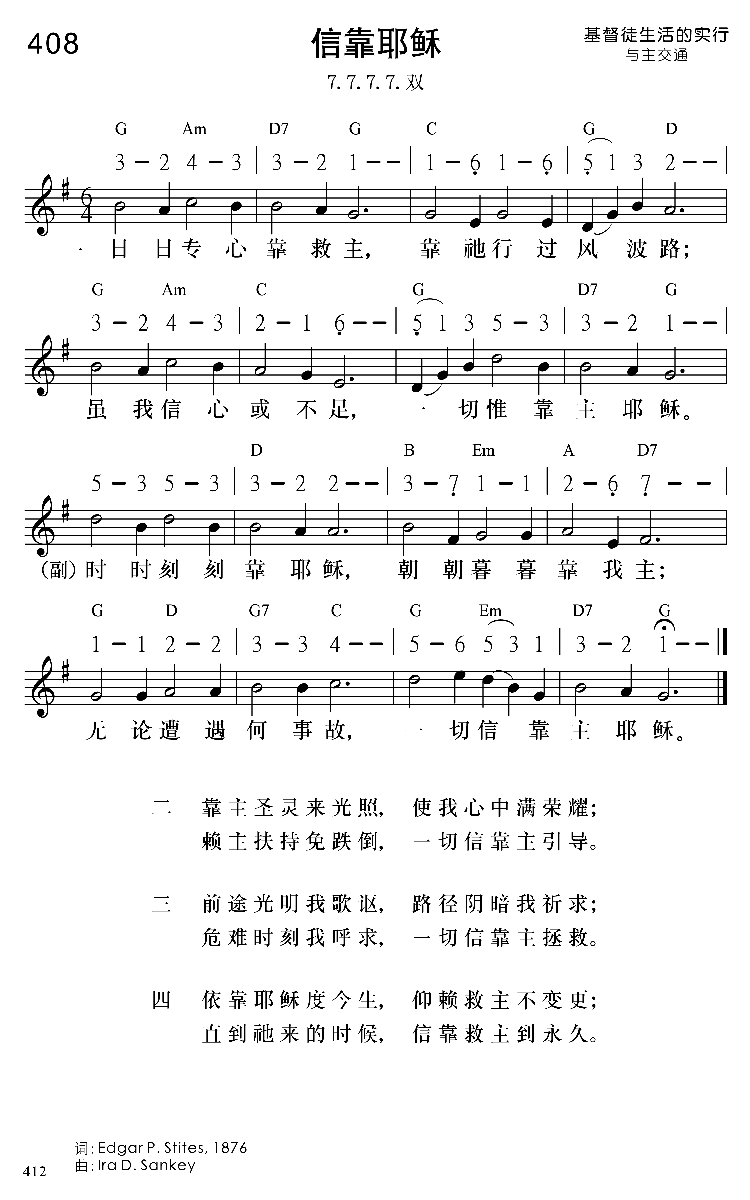 408
信靠耶稣
基督徒生活的实行
与主交通
7.7.7.7.双
G Am D7 G C G D
3 – 2 4 – 3 | 3 – 2 1 – – | 1 – 6̣ 1 – 6̣ | 5̣ 1 3 2 – – |
6/4
日 日 专 心 靠 救 主， 靠 祂 行 过 风 波 路；
G Am C G D7 G
3 – 2 4 – 3 | 2 – 1 6̣ – – | 5̣ 1 3 5 – 3 | 3 – 2 1 – – |
虽 我 信 心 或 不 足， 一 切 惟 靠 主 耶 稣。
D B Em A D7
5 – 3 5 – 3 | 3 – 2 2 – – | 3 – 7̣ 1 – 1 | 2 – 6̣ 7̣ – – |
(副) 时 时 刻 刻 靠 耶 稣， 朝 朝 暮 暮 靠 我 主；
G D G7 C G Em D7 G
1 – 1 2 – 2 | 3 – 3 4 – – | 5 – 6 5 3 1 | 3 – 2 1 – – ‖
无 论 遭 遇 何 事 故， 一 切 信 靠 主 耶 稣。
二 靠主圣灵来光照， 使我心中满荣耀；
赖主扶持免跌倒， 一切信靠主引导。
三 前途光明我歌讴， 路径阴暗我祈求；
危难时刻我呼求， 一切信靠主拯救。
四 依靠耶稣度今生， 仰赖救主不变更；
直到祂来的时候， 信靠救主到永久。
词：Edgar P. Stites, 1876
曲：Ira D. Sankey
412